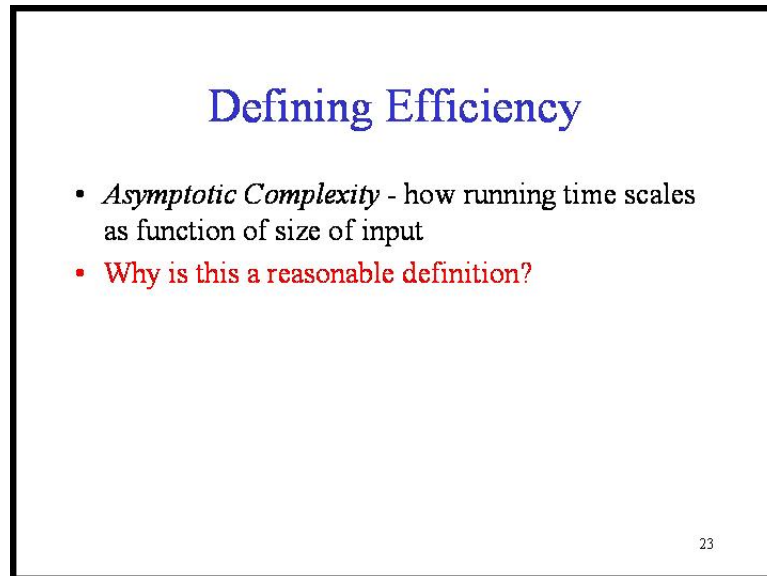 Defining Efficiency
• Asymptotic Complexity - how running time scales
as function of size of input
• Why is this a reasonable definition?
23